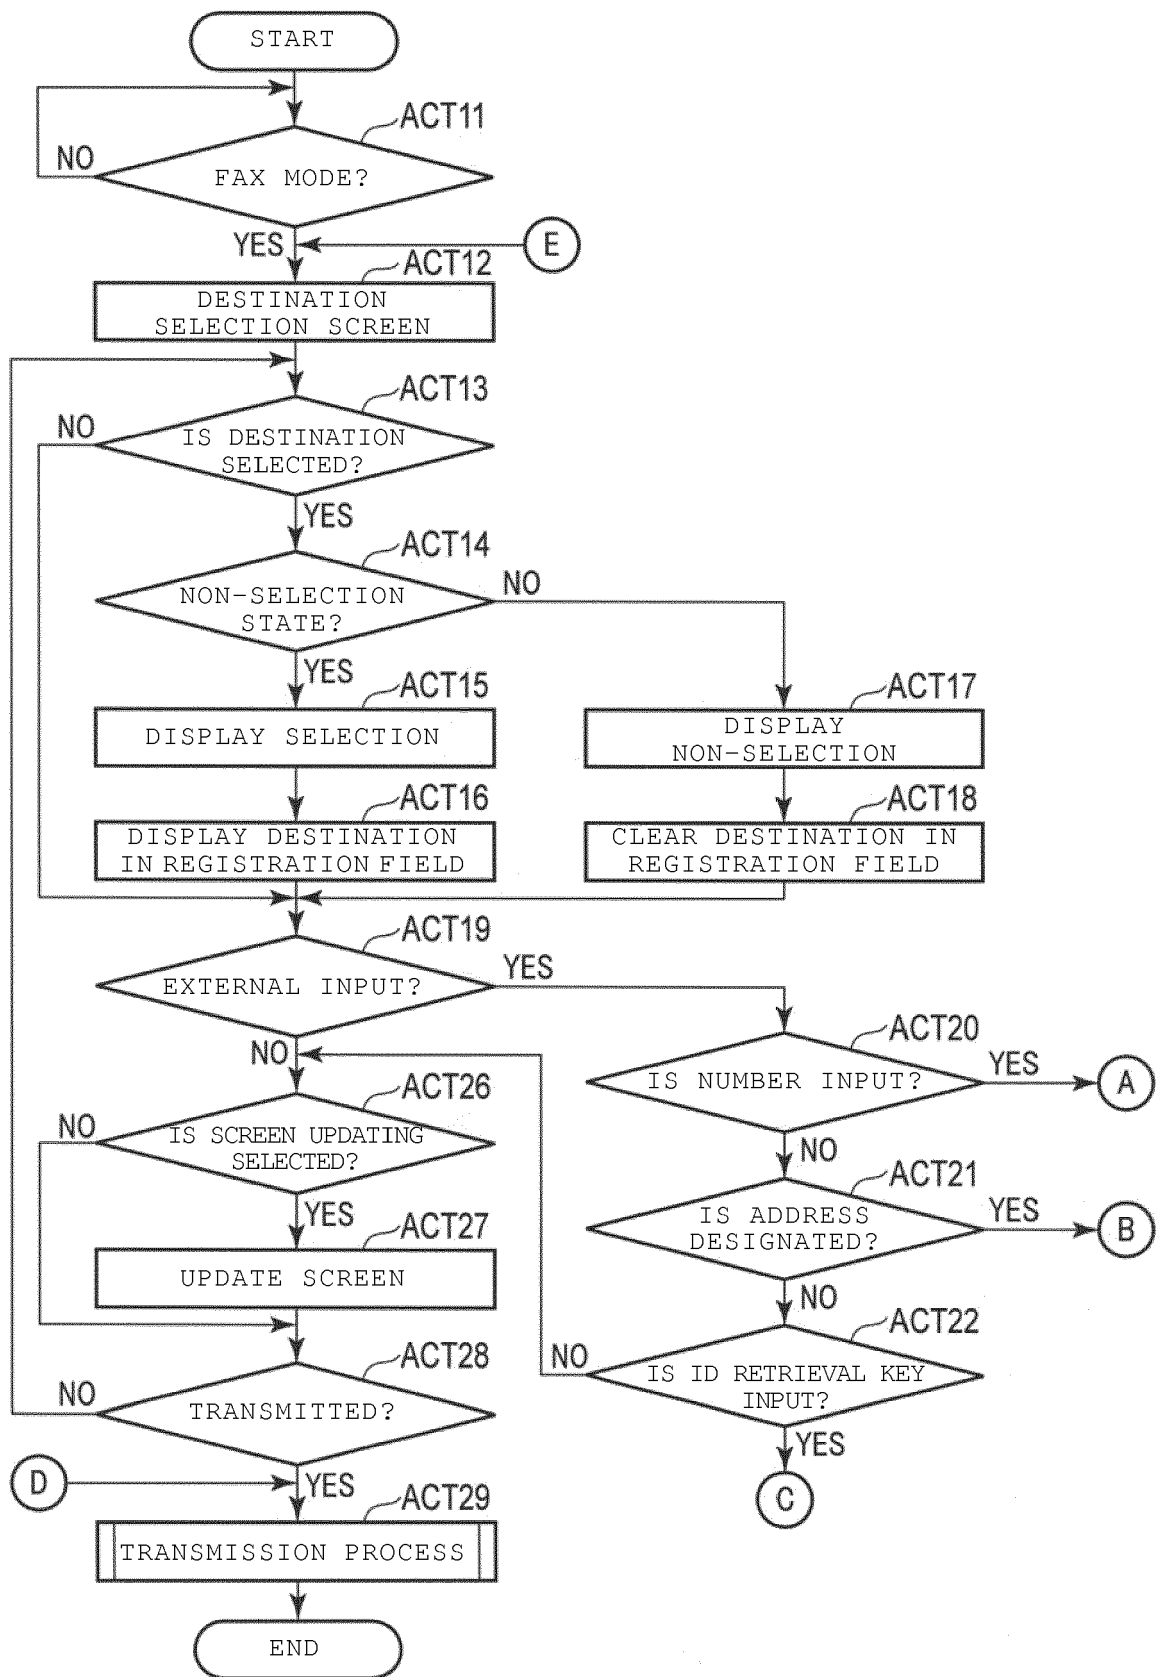 START
ACT11
NO
FAX MODE?
YES
E
ACT12
DESTINATION
SELECTION SCREEN
ACT13
NO
IS DESTINATION
SELECTED?
YES
ACT14
NO
NON-SELECTION
STATE?
YES
ACT15
DISPLAY SELECTION
ACT17
DISPLAY
NON-SELECTION
ACT16
DISPLAY DESTINATION
IN REGISTRATION FIELD
ACT18
CLEAR DESTINATION IN
REGISTRATION FIELD
ACT19
YES
EXTERNAL INPUT?
NO
ACT20
YES
IS NUMBER INPUT?
A
NO
ACT26
NO
IS SCREEN UPDATING
SELECTED?
YES
ACT21
YES
IS ADDRESS
DESIGNATED?
B
NO
ACT27
UPDATE SCREEN
ACT22
NO
IS ID RETRIEVAL KEY
INPUT?
YES
C
ACT28
NO
TRANSMITTED?
YES
D
ACT29
TRANSMISSION PROCESS
END